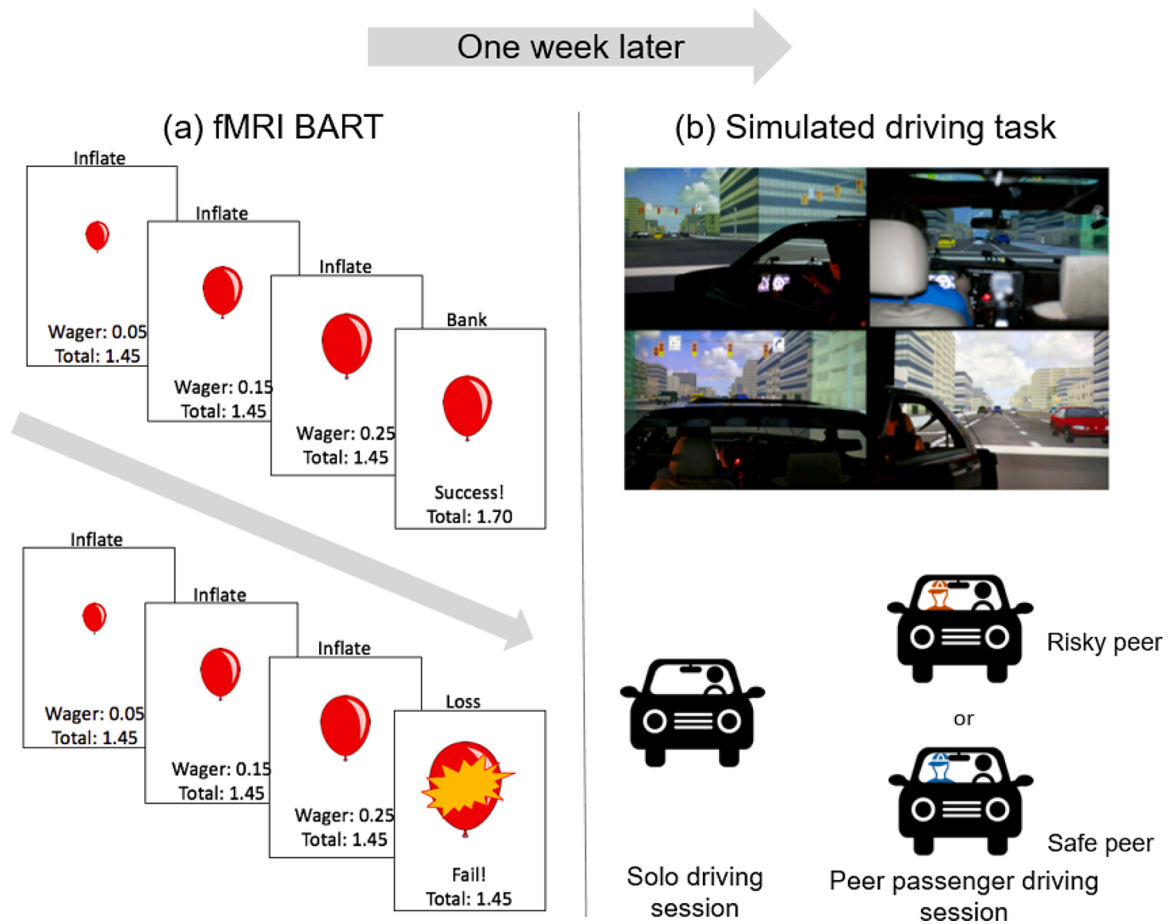 One week later
(a) fMRI BART
Inflate
Wager: 0.05
Total: 1.45
Inflate
Wager: 0.15
Total: 1.45
Inflate
Wager: 0.25
Total: 1.45
Bank
Success!
Total: 1.70
Inflate
Wager: 0.05
Total: 1.45
Inflate
Wager: 0.15
Total: 1.45
Inflate
Wager: 0.25
Total: 1.45
Loss
Fail!
Total: 1.45
(b) Simulated driving task
Solo driving
session
Risky peer
or
Safe peer
Peer passenger driving
session